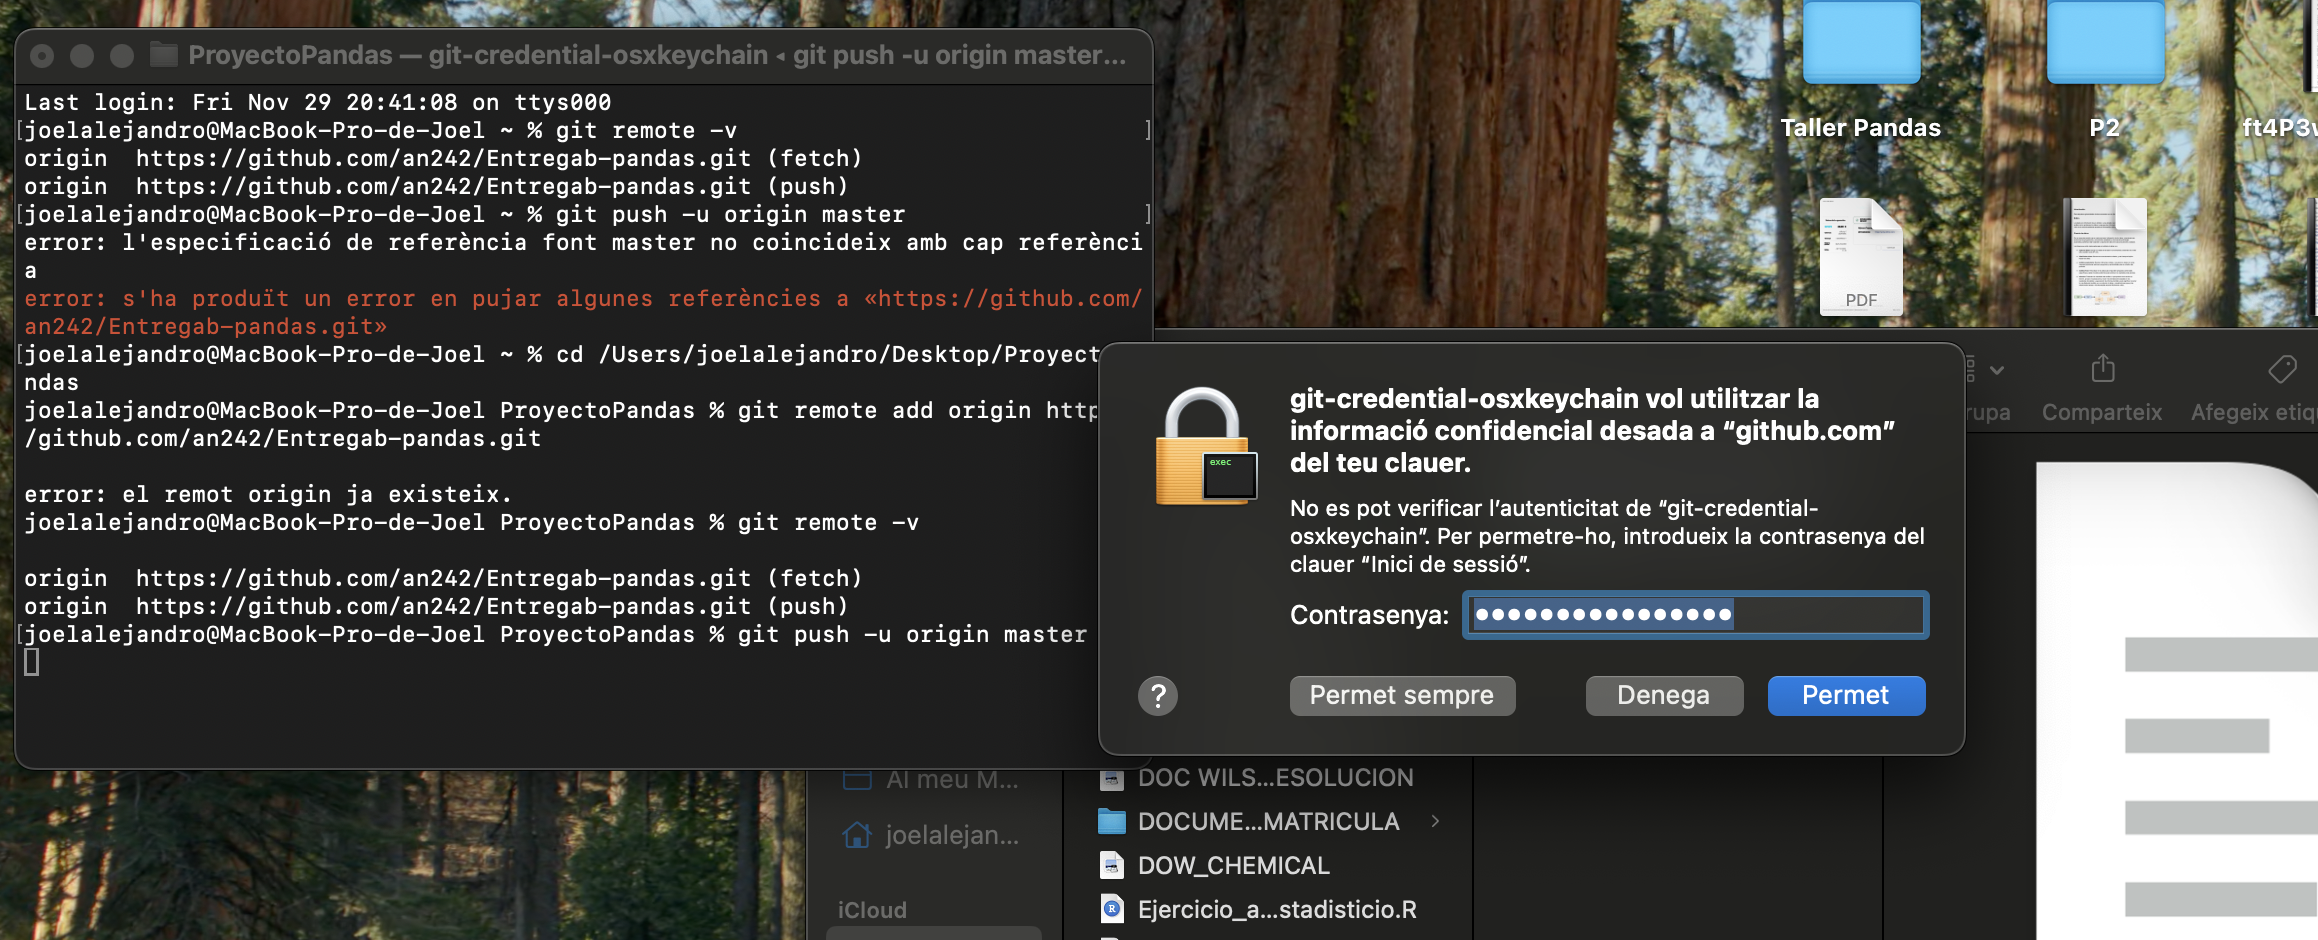 ProyectoPandas — git-credential-osxkeychain ◂ git push -u origin master...
Last login: Fri Nov 29 20:41:08 on ttys000
[joelalejandro@MacBook-Pro-de-Joel ~ % git remote -v ]
origin  https://github.com/an242/Entregab-pandas.git (fetch)
origin  https://github.com/an242/Entregab-pandas.git (push)
[joelalejandro@MacBook-Pro-de-Joel ~ % git push -u origin master ]
error: l'especificació de referència font master no coincideix amb cap referènci
a
error: s'ha produït un error en pujar algunes referències a «https://github.com/
an242/Entregab-pandas.git»
[joelalejandro@MacBook-Pro-de-Joel ~ % cd /Users/joelalejandro/Desktop/Proyect
ndas
joelalejandro@MacBook-Pro-de-Joel ProyectoPandas % git remote add origin http
/github.com/an242/Entregab-pandas.git
error: el remot origin ja existeix.
joelalejandro@MacBook-Pro-de-Joel ProyectoPandas % git remote -v
origin  https://github.com/an242/Entregab-pandas.git (fetch)
origin  https://github.com/an242/Entregab-pandas.git (push)
[joelalejandro@MacBook-Pro-de-Joel ProyectoPandas % git push -u origin master
Taller Pandas
P2
ft4P3
PDF
rupa
Comparteix
Afegeix etiq
exec
git-credential-osxkeychain vol utilitzar la
informació confidencial desada a “github.com”
del teu clauer.
No es pot verificar l’autenticitat de “git-credential-
osxkeychain”. Per permetre-ho, introdueix la contrasenya del
clauer “Inici de sessió”.
Contrasenya: ••••••••••••••••
?
Permet sempre
Denega
Permet
Al meu M...
joelalejan...
iCloud
DOC WILS...ESOLUCION
DOCUME...MATRICULA
DOW_CHEMICAL
R
Ejercicio_a...stadisticio.R